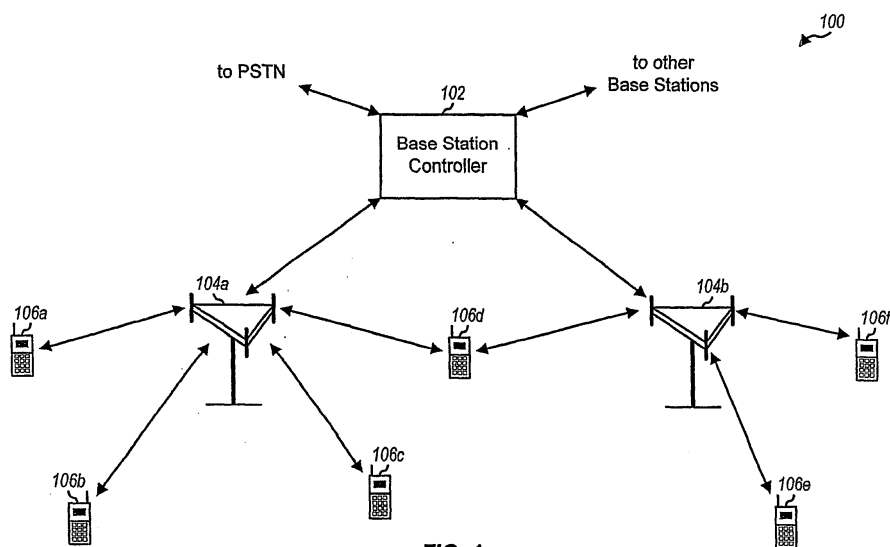 100
to PSTN
to other
Base Stations
102
Base Station
Controller
104a
104b
106a
106d
106f
106c
106b
106e